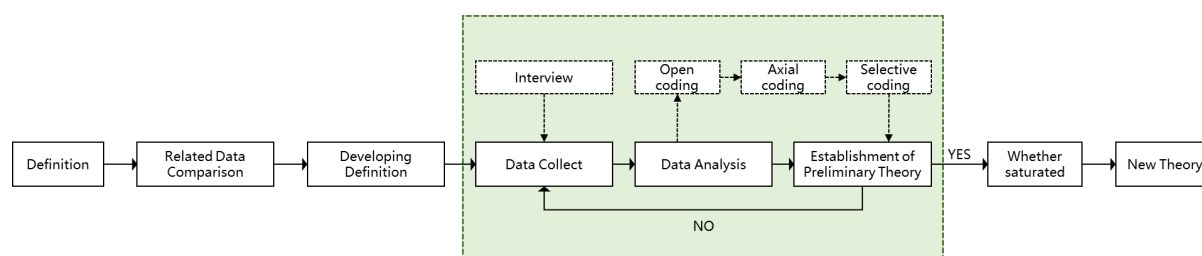 Interview
Open
coding
Axial
coding
Selective
coding
Definition
Related Data
Comparison
Developing
Definition
Data Collect
Data Analysis
Establishment of
Preliminary Theory
YES
Whether
saturated
New Theory
NO